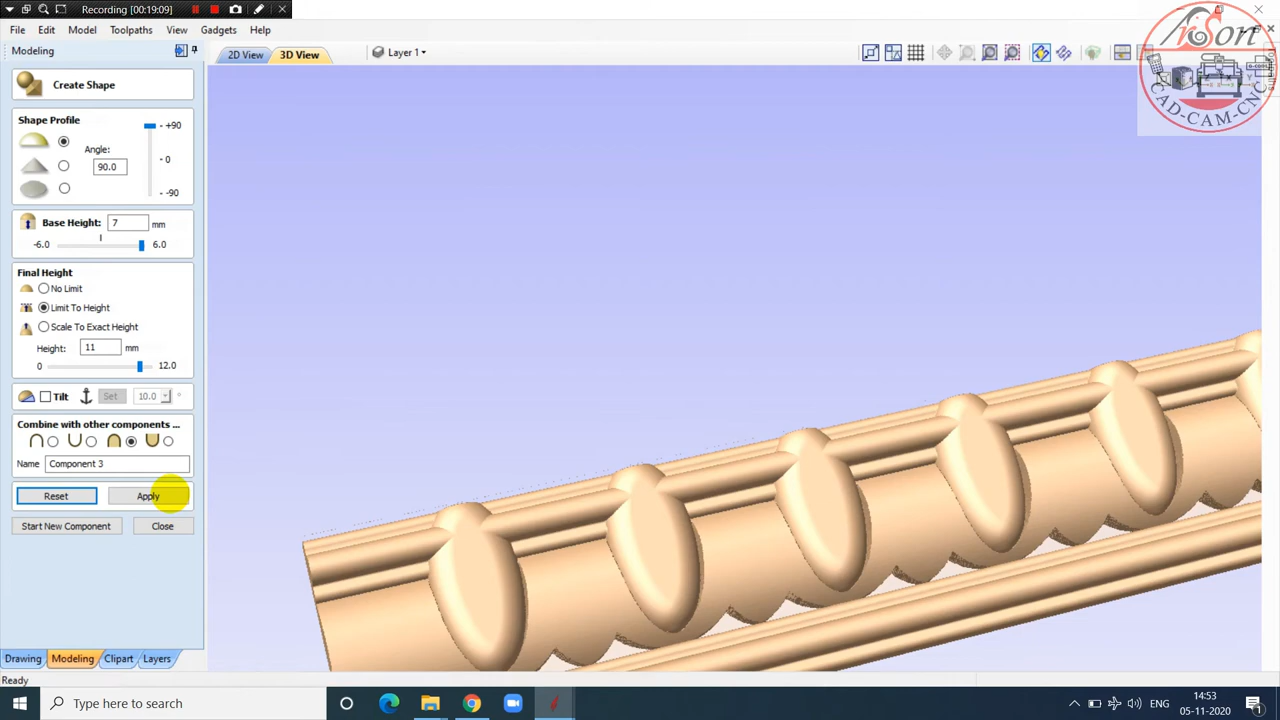 Recording [00:19:09]
File Edit Model Toolpaths View Gadgets Help
Modeling
2D View 3D View Layer 1
Create Shape
Shape Profile
+90
Angle:
0
90.0
-90
Base Height: 7 mm
-6.0 6.0
Final Height
No Limit
Limit To Height
Scale To Exact Height
Height: 11 mm
0 12.0
Tilt Set 10.0 °
Combine with other components ...
Name Component 3
Reset Apply
Start New Component Close
Drawing Modeling Clipart Layers
Ready
Type here to search
ENG
14:53
05-11-2020
1
CAD-CAM-CNC